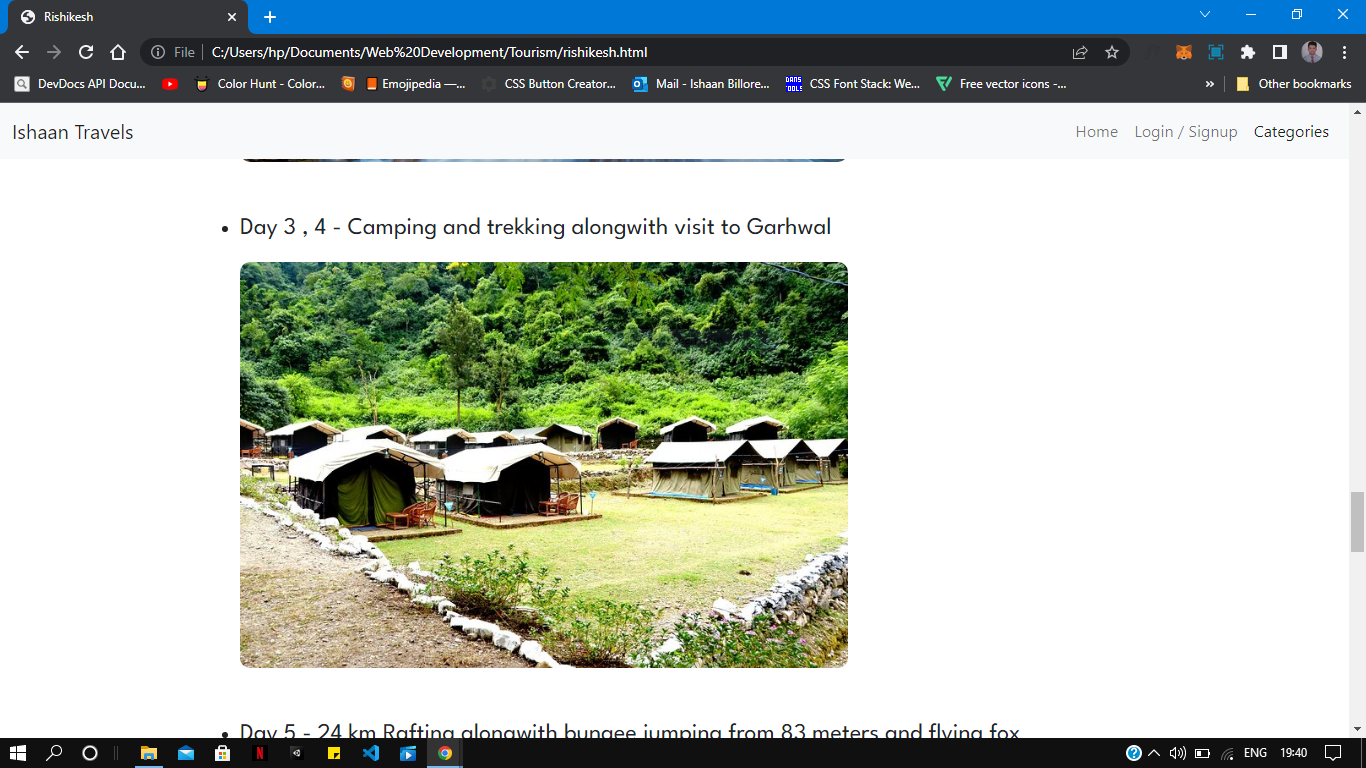 Rishikesh
File
C:/Users/hp/Documents/Web%20Development/Tourism/rishikesh.html
DevDocs API Docu... Color Hunt - Color... Emojipedia —... CSS Button Creator... Mail - Ishaan Billore... DANS TOOLS CSS Font Stack: We... Free vector icons -... » Other bookmarks
Ishaan Travels Home Login / Signup Categories
• Day 3 , 4 - Camping and trekking alongwith visit to Garhwal
• Day 5 - 24 km Rafting alongwith bungee jumping from 83 meters and flying fox
N ENG 19:40